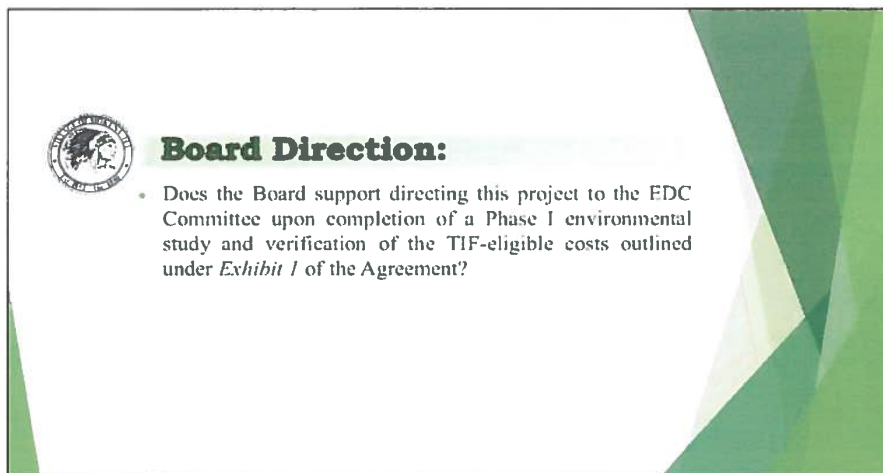 Board Direction:
Does the Board support directing this project to the EDC
Committee upon completion of a Phase I environmental
study and verification of the TIF-eligible costs outlined
under Exhibit 1 of the Agreement?